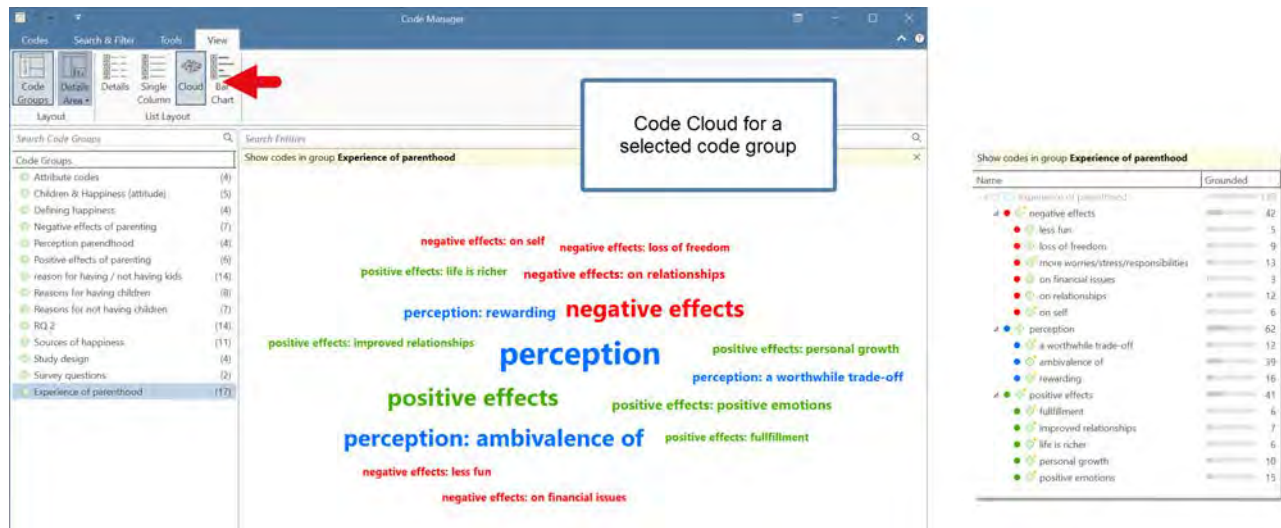 Code Manager
Codes Search & Filter Tools View
Code Groups
Details Area
Details
Single Column
Cloud
Bar Chart
Layout
List Layout
Search Code Groups
Search Entities
Code Cloud for a
selected code group
Code Groups
Show codes in group Experience of parenthood
Attribute codes (4)
Children & Happiness (attitude) (5)
Defining happiness (4)
Negative effects of parenting (7)
Perception parendhood (4)
Positive effects of parenting (6)
reason for having / not having kids (14)
Reasons for having children (8)
Reasons for not having children (7)
RQ 2 (14)
Sources of happiness (11)
Study design (4)
Survey questions (2)
Experience of parenthood (17)
negative effects: on self
negative effects: loss of freedom
positive effects: life is richer
negative effects: on relationships
perception: rewarding
negative effects
positive effects: improved relationships
perception
positive effects: personal growth
perception: a worthwhile trade-off
positive effects
positive effects: positive emotions
perception: ambivalence of
positive effects: fullfillment
negative effects: less fun
negative effects: on financial issues
Show codes in group Experience of parenthood
Name Grounded
Experience of parenthood
negative effects 42
less fun 5
loss of freedom 9
more worries/stress/responsibilities 13
on financial issues 3
on relationships 12
on self 6
perception 62
a worthwhile trade-off 12
ambivalence of 39
rewarding 16
positive effects 41
fullfillment 6
improved relationships 7
life is richer 6
personal growth 10
positive emotions 15